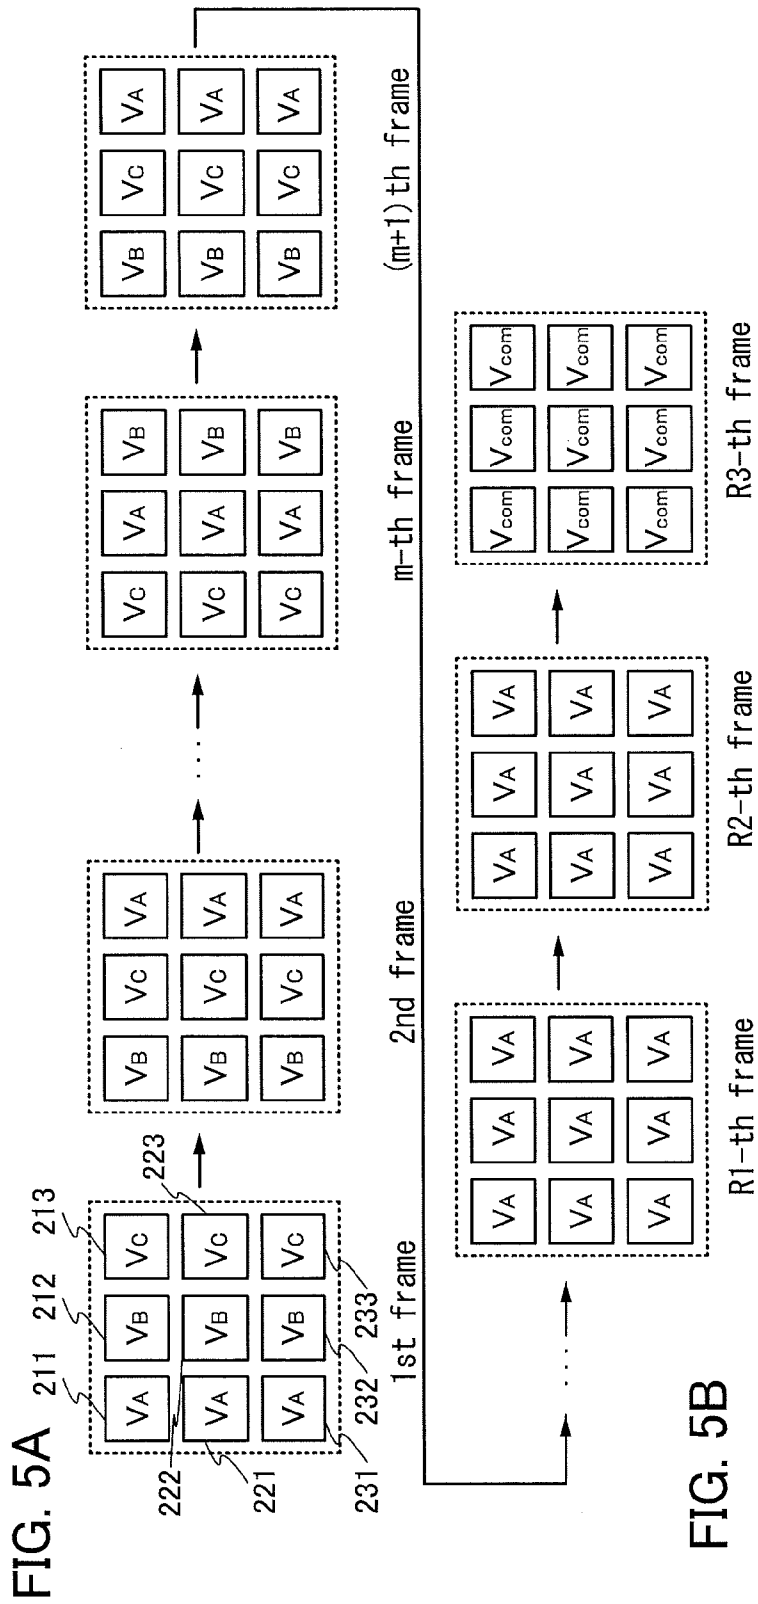 FIG. 5A
211 212 213
VA VB VC
VA VB VC
VA VB VC
222 223
221
231 232 233
1st frame
VB VC VA
VB VC VA
VB VC VA
2nd frame
...
VC VA VB
VC VA VB
VC VA VB
m-th frame
VB VC VA
VB VC VA
VB VC VA
(m+1)th frame
FIG. 5B
...
VA VA VA
VA VA VA
VA VA VA
R1-th frame
VA VA VA
VA VA VA
VA VA VA
R2-th frame
Vcom Vcom Vcom
Vcom Vcom Vcom
Vcom Vcom Vcom
R3-th frame